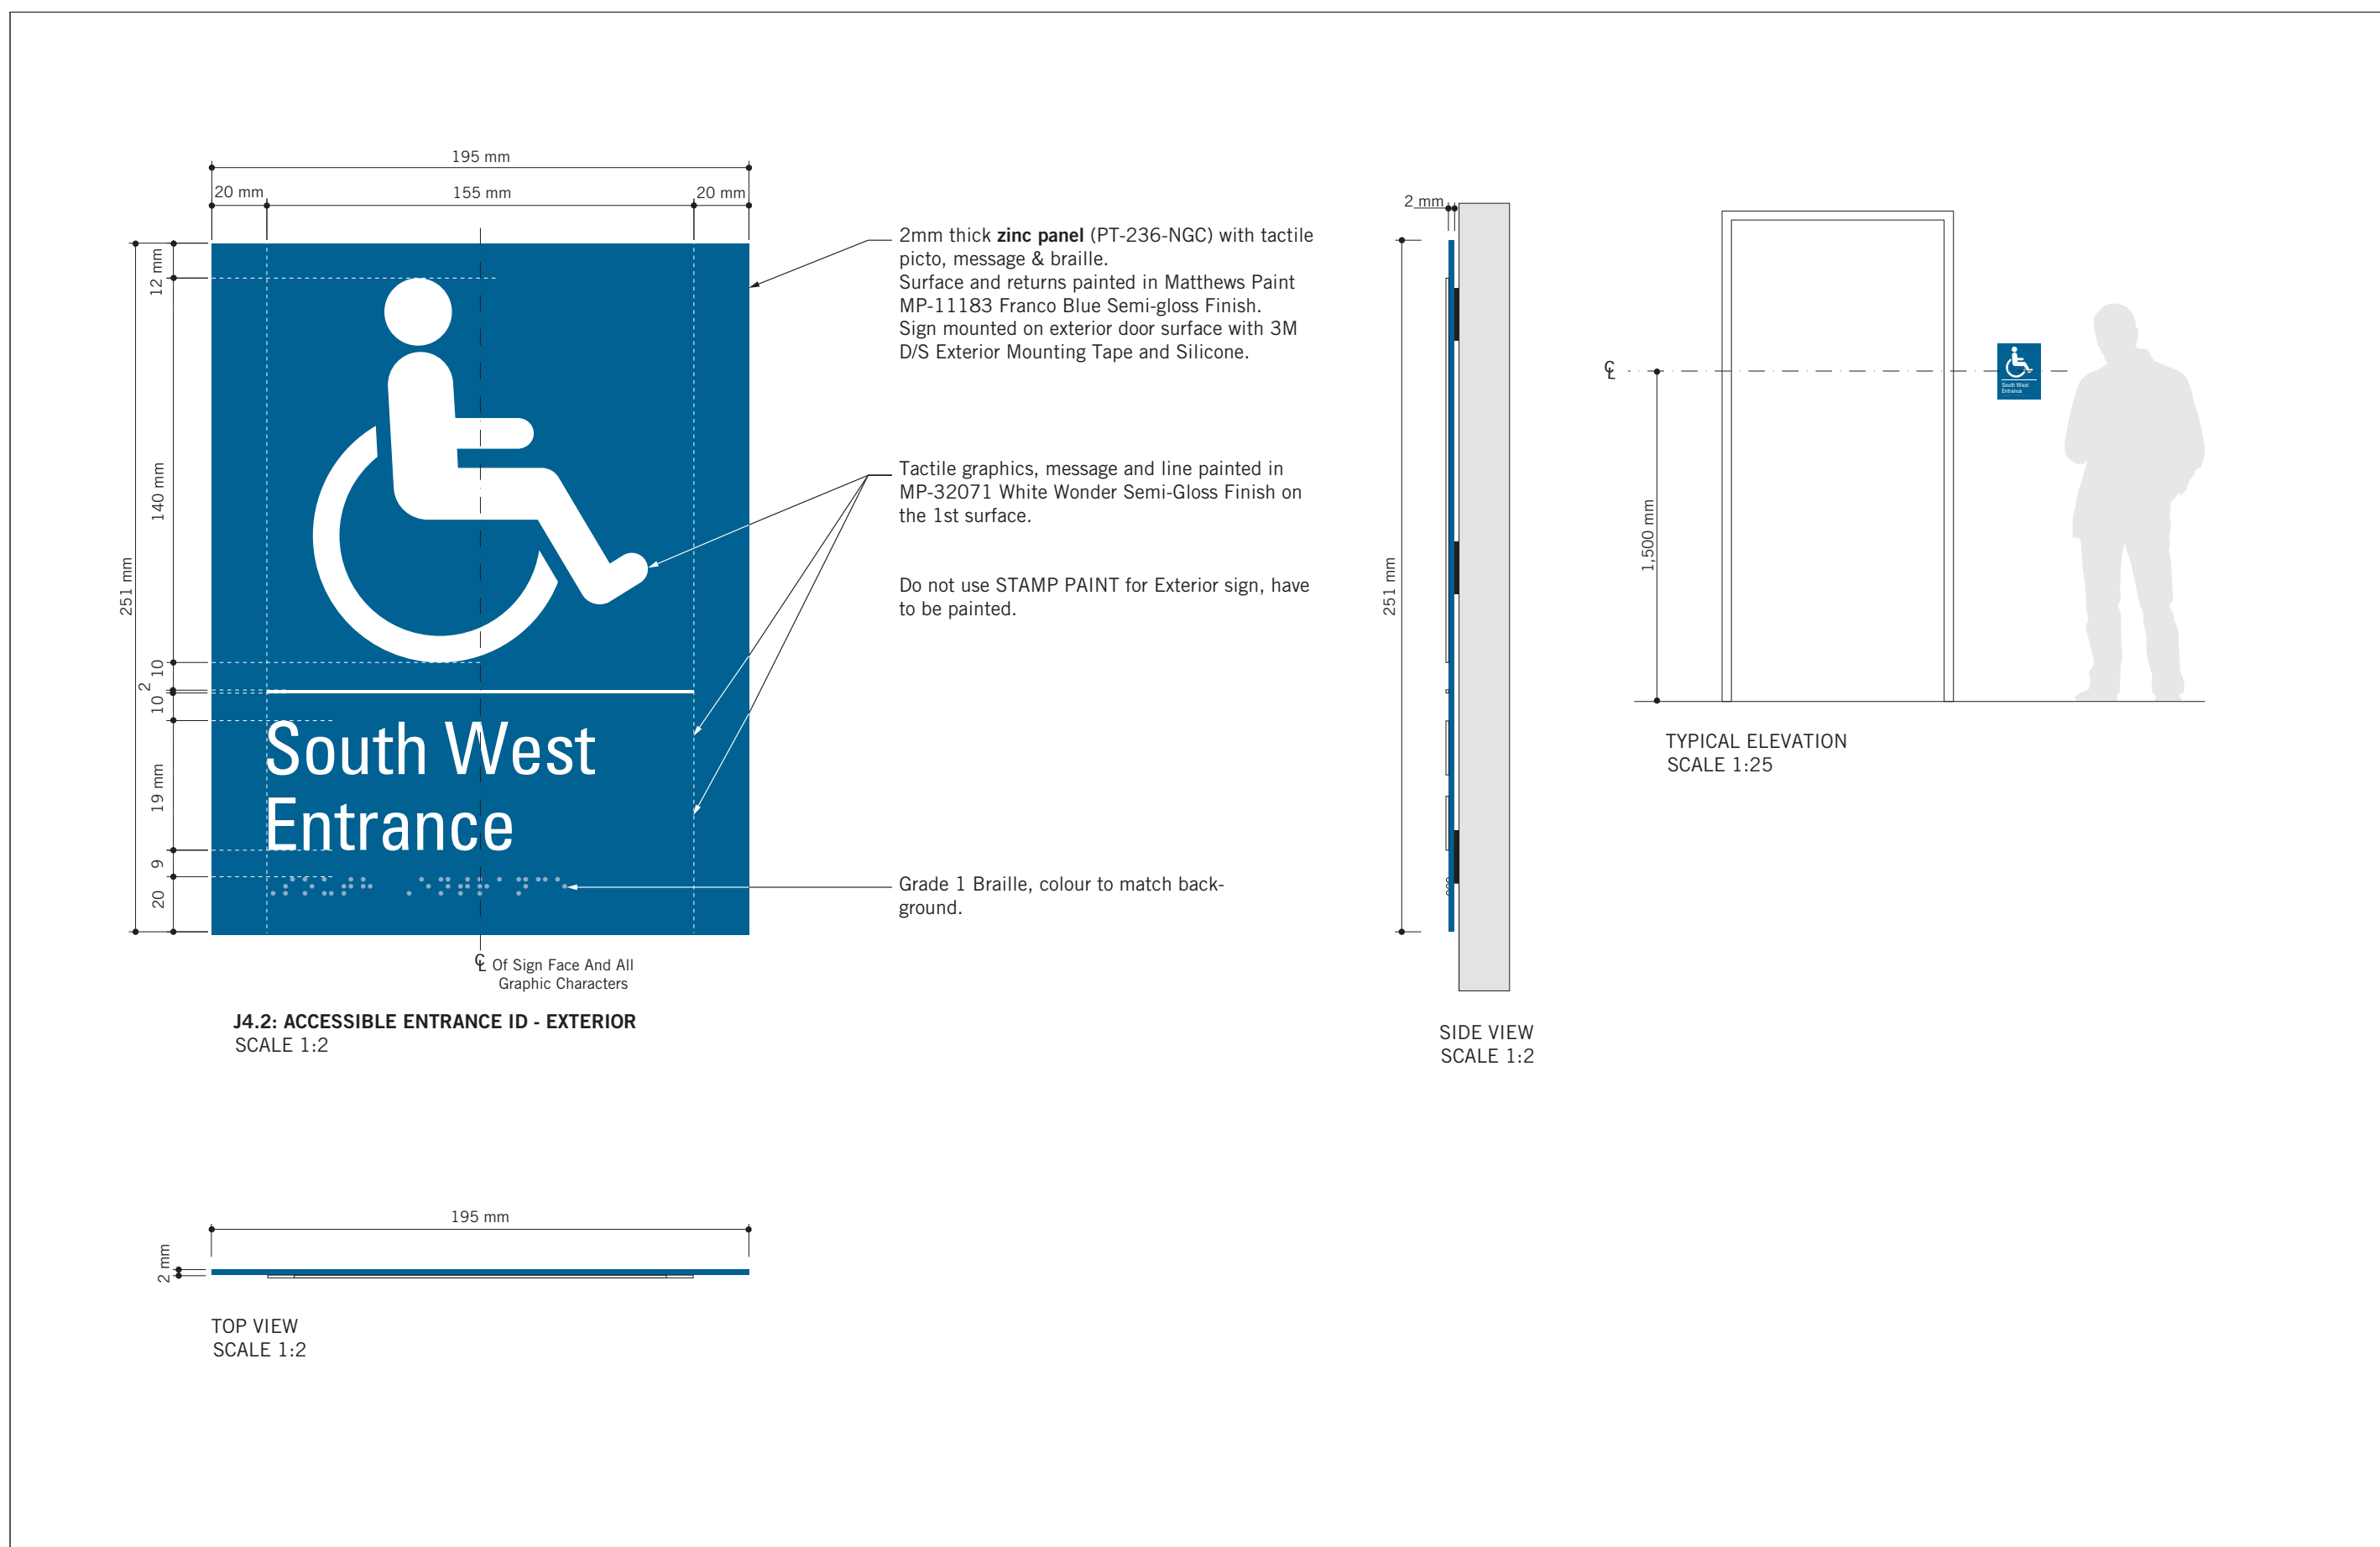 195 mm
20 mm
155 mm
20 mm
12 mm
140 mm
251 mm
10
2
10
19 mm
9
20
South West
Entrance
℄ Of Sign Face And All
Graphic Characters
J4.2: ACCESSIBLE ENTRANCE ID - EXTERIOR
SCALE 1:2
2mm thick zinc panel (PT-236-NGC) with tactile
picto, message & braille.
Surface and returns painted in Matthews Paint
MP-11183 Franco Blue Semi-gloss Finish.
Sign mounted on exterior door surface with 3M
D/S Exterior Mounting Tape and Silicone.
Tactile graphics, message and line painted in
MP-32071 White Wonder Semi-Gloss Finish on
the 1st surface.
Do not use STAMP PAINT for Exterior sign, have
to be painted.
Grade 1 Braille, colour to match back-
ground.
2 mm
251 mm
SIDE VIEW
SCALE 1:2
℄
1,500 mm
South West
Entrance
TYPICAL ELEVATION
SCALE 1:25
195 mm
2 mm
TOP VIEW
SCALE 1:2